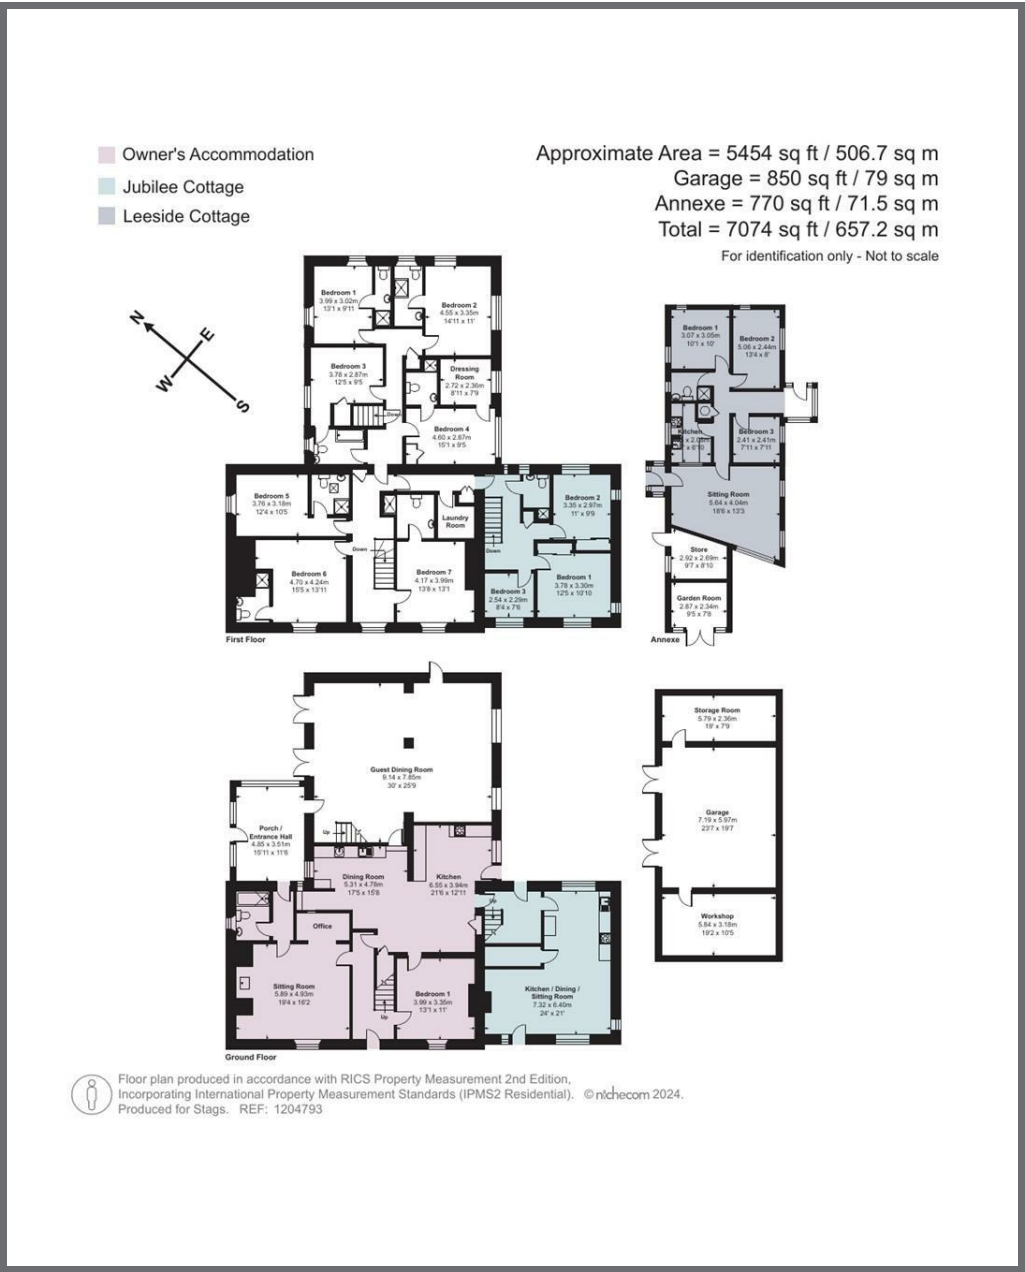 Owner's Accommodation
Jubilee Cottage
Leeside Cottage
Approximate Area = 5454 sq ft / 506.7 sq m
Garage = 850 sq ft / 79 sq m
Annexe = 770 sq ft / 71.5 sq m
Total = 7074 sq ft / 657.2 sq m
For identification only - Not to scale
N
E
W
S
Bedroom 1
3.99 x 3.02m
13'1 x 9'11
Bedroom 2
4.55 x 3.35m
14'11 x 11'
Bedroom 3
3.78 x 2.87m
12'5 x 9'5
Dressing
Room
2.72 x 2.36m
8'11 x 7'9
Down
Bedroom 4
4.60 x 2.87m
15'1 x 9'5
Bedroom 5
3.76 x 3.18m
12'4 x 10'5
Laundry
Room
Down
Bedroom 6
4.70 x 4.24m
15'5 x 13'11
Bedroom 7
4.17 x 3.99m
13'8 x 13'1
Bedroom 2
3.35 x 2.97m
11' x 9'9
Down
Bedroom 1
3.78 x 3.30m
12'5 x 10'10
Bedroom 3
2.54 x 2.29m
8'4 x 7'6
First Floor
Bedroom 1
3.07 x 3.05m
10'1 x 10'
Bedroom 2
5.06 x 2.44m
13'4 x 8'
Kitchen
x 6'10
Bedroom 3
2.41 x 2.41m
7'11 x 7'11
Sitting Room
5.64 x 4.04m
18'6 x 13'3
Store
2.92 x 2.69m
9'7 x 8'10
Garden Room
2.87 x 2.34m
9'5 x 7'8
Annexe
Guest Dining Room
9.14 x 7.85m
30' x 25'9
Up
Porch /
Entrance Hall
4.85 x 3.51m
15'11 x 11'6
Dining Room
5.31 x 4.78m
17'5 x 15'8
Kitchen
6.55 x 3.94m
21'6 x 12'11
Office
Sitting Room
5.89 x 4.93m
19'4 x 16'2
Up
Bedroom 1
3.99 x 3.35m
13'1 x 11'
Up
Kitchen / Dining /
Sitting Room
7.32 x 6.40m
24' x 21'
Ground Floor
Storage Room
5.79 x 2.36m
19' x 7'9
Garage
7.19 x 5.97m
23'7 x 19'7
Workshop
5.84 x 3.18m
19'2 x 10'5
Floor plan produced in accordance with RICS Property Measurement 2nd Edition,
Incorporating International Property Measurement Standards (IPMS2 Residential). © nichecom 2024.
Produced for Stags. REF: 1204793